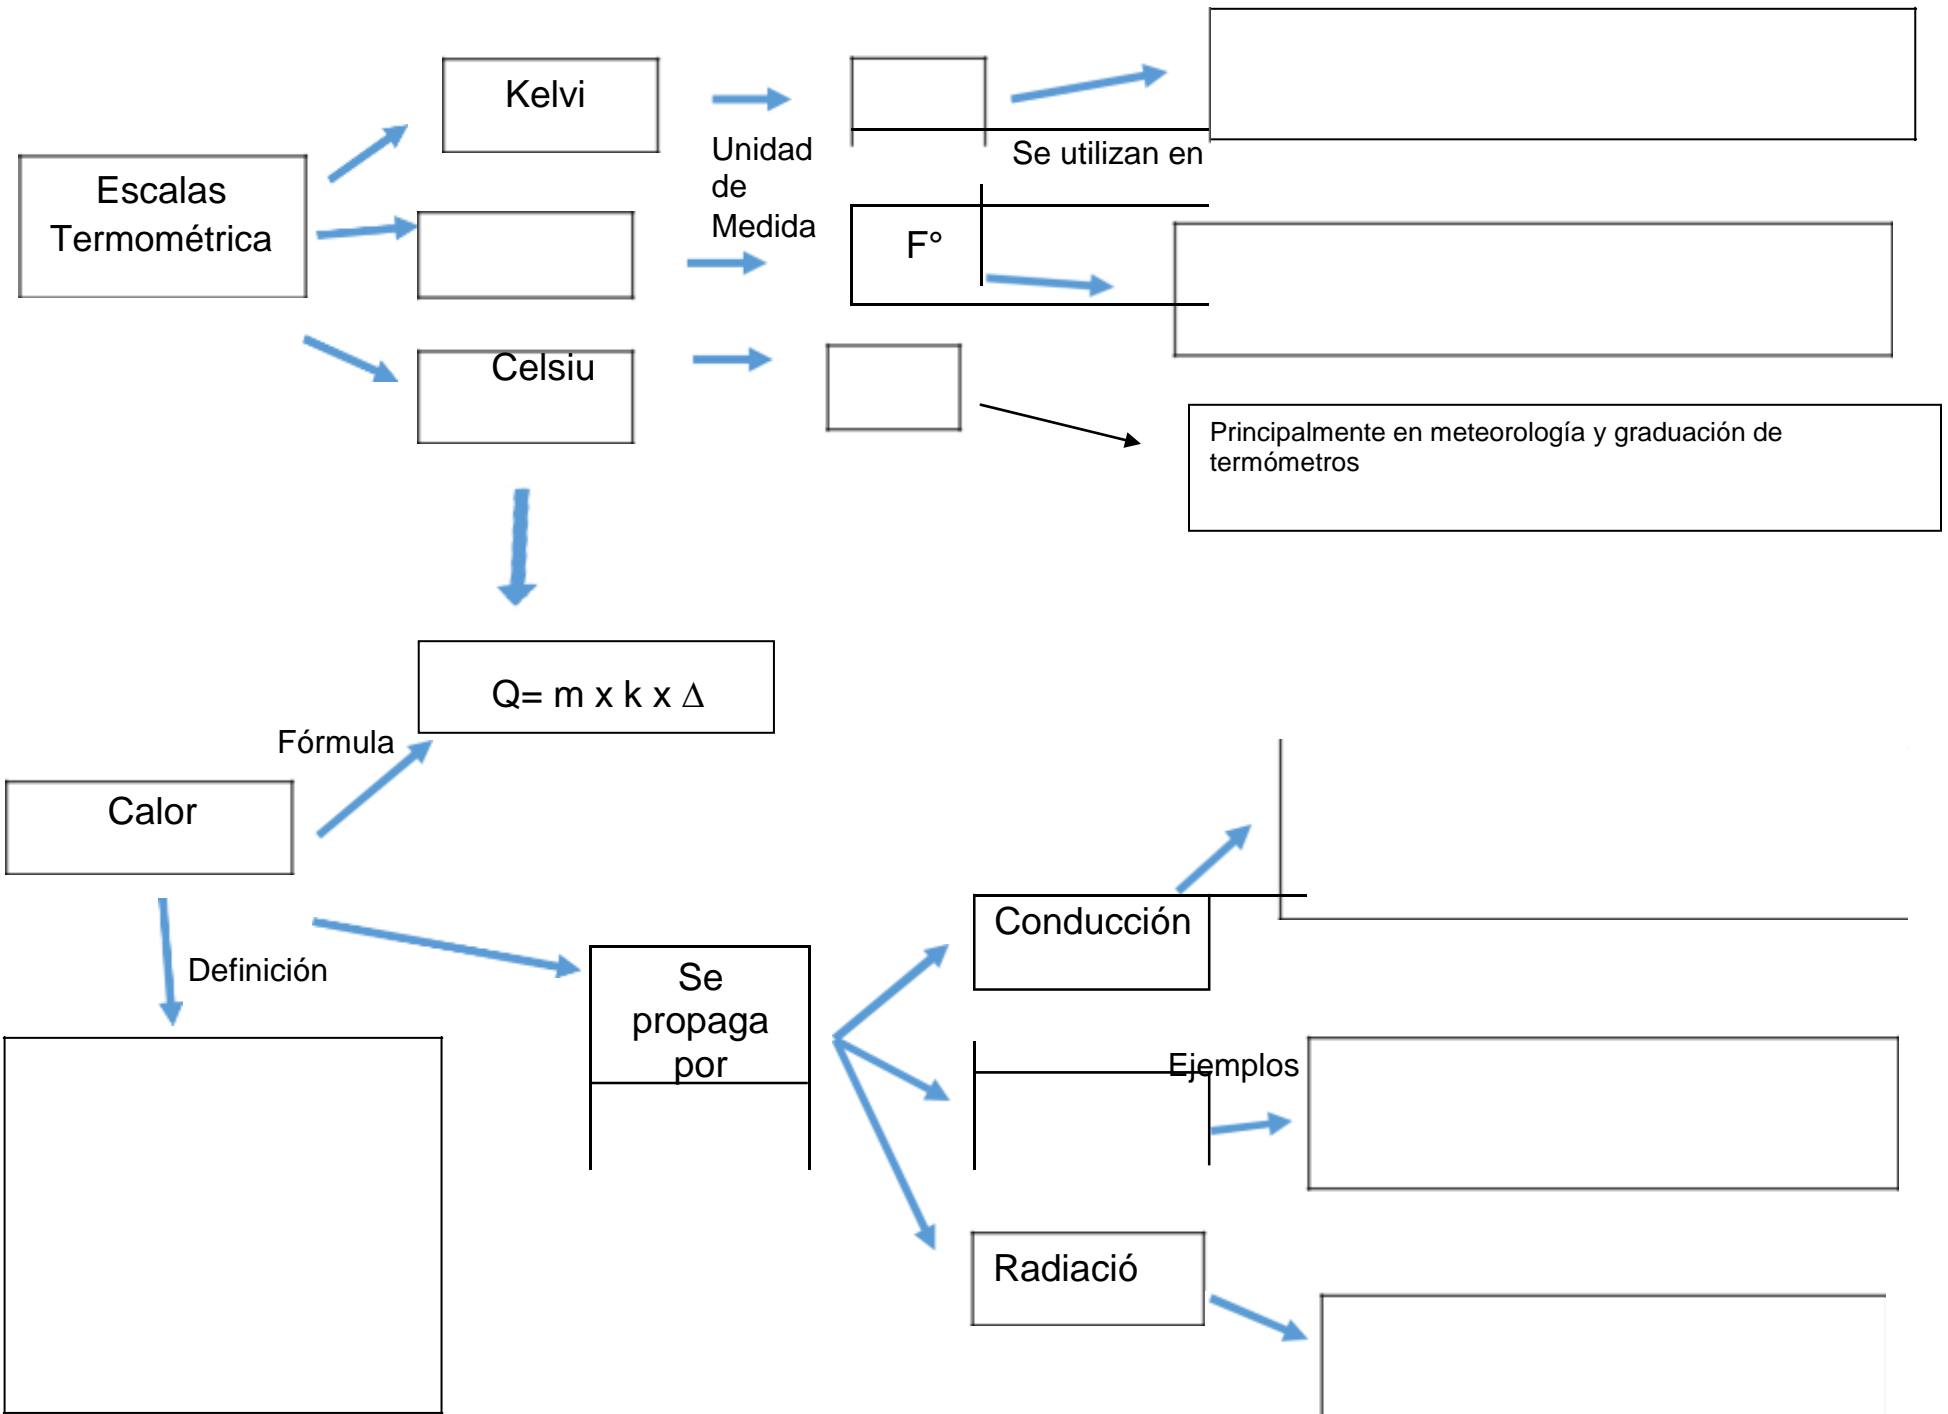 Kelvi
Unidad
de
Medida
Se utilizan en
Escalas
Termométrica
F°
Celsiu
Principalmente en meteorología y graduación de
termómetros
Q= m x k x ∆
Fórmula
Calor
Definición
Se
propaga
por
Conducción
Ejemplos
Radiació